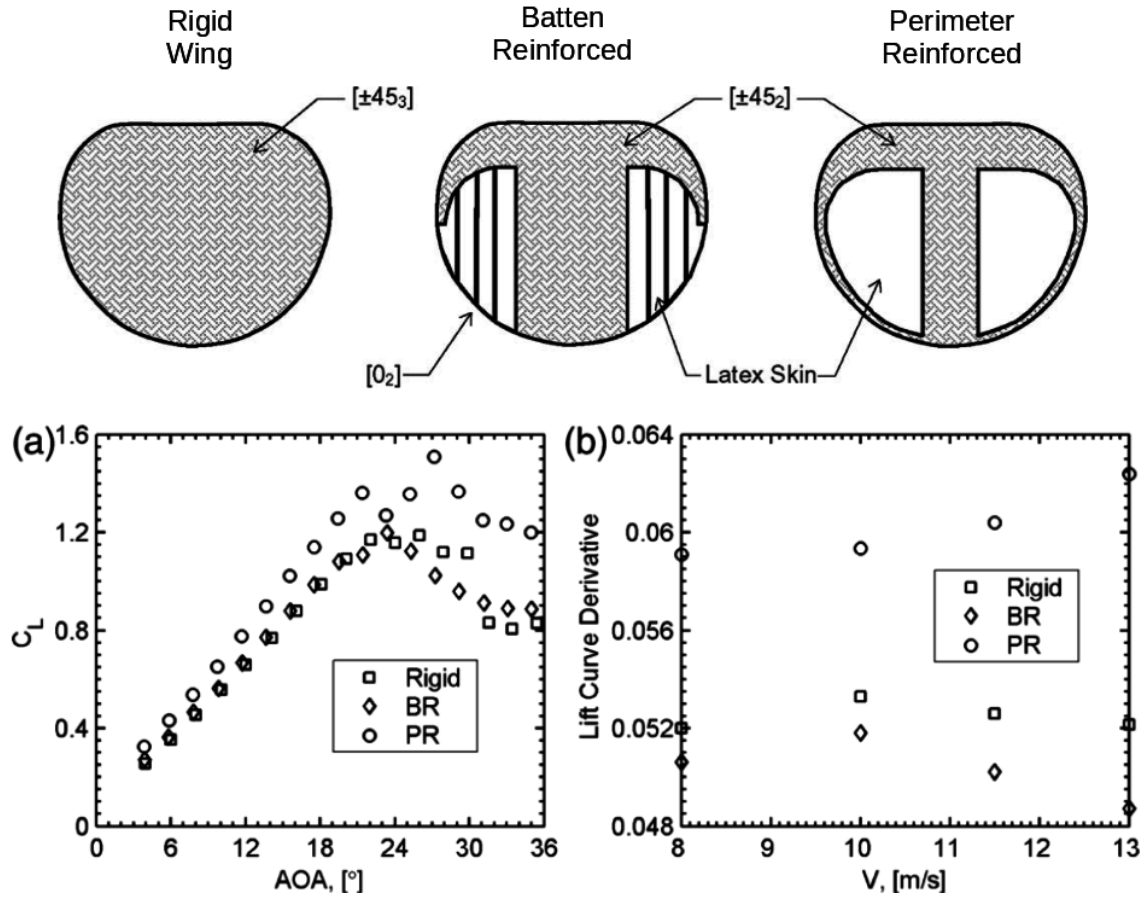 Rigid
Wing
Batten
Reinforced
Perimeter
Reinforced
[±45₃]
[±45₂]
[0₂]
Latex Skin
(a)
1.6
1.2
0.8
0.4
0
C_L
0 6 12 18 24 30 36
AOA, [°]
Rigid
BR
PR
(b)
0.064
0.06
0.056
0.052
0.048
Lift Curve Derivative
8 9 10 11 12 13
V, [m/s]
Rigid
BR
PR